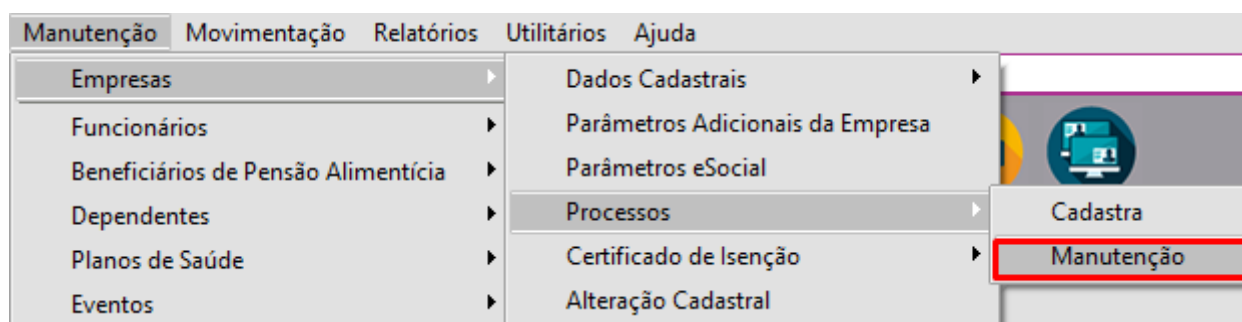 Manutenção Movimentação Relatórios Utilitários Ajuda
Empresas
Funcionários
Beneficiários de Pensão Alimentícia
Dependentes
Planos de Saúde
Eventos
Dados Cadastrais
Parâmetros Adicionais da Empresa
Parâmetros eSocial
Processos
Certificado de Isenção
Alteração Cadastral
Cadastra
Manutenção